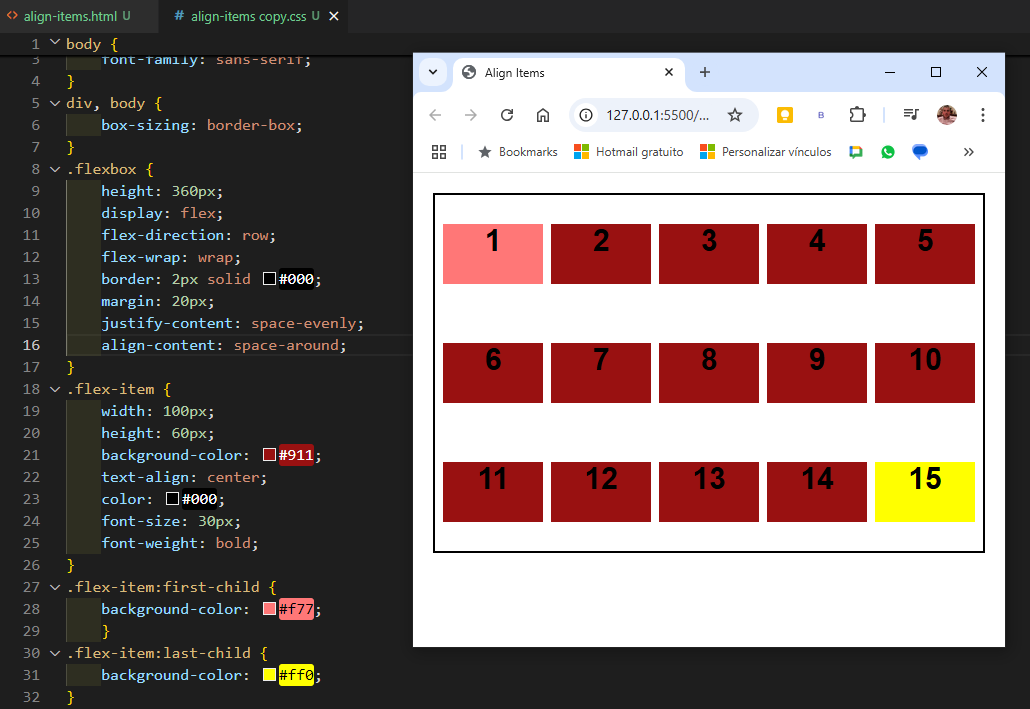 align-items.html U
# align-items copy.css U
1 body {
3 font-family: sans-serif;
4 }
5 div, body {
6 box-sizing: border-box;
7 }
8 .flexbox {
9 height: 360px;
10 display: flex;
11 flex-direction: row;
12 flex-wrap: wrap;
13 border: 2px solid #000;
14 margin: 20px;
15 justify-content: space-evenly;
16 align-content: space-around;
17 }
18 .flex-item {
19 width: 100px;
20 height: 60px;
21 background-color: #911;
22 text-align: center;
23 color: #000;
24 font-size: 30px;
25 font-weight: bold;
26 }
27 .flex-item:first-child {
28 background-color: #f77;
29 }
30 .flex-item:last-child {
31 background-color: #ff0;
32 }
Align Items
127.0.0.1:5500/...
B
Bookmarks Hotmail gratuito Personalizar vínculos
1 2 3 4 5
6 7 8 9 10
11 12 13 14 15